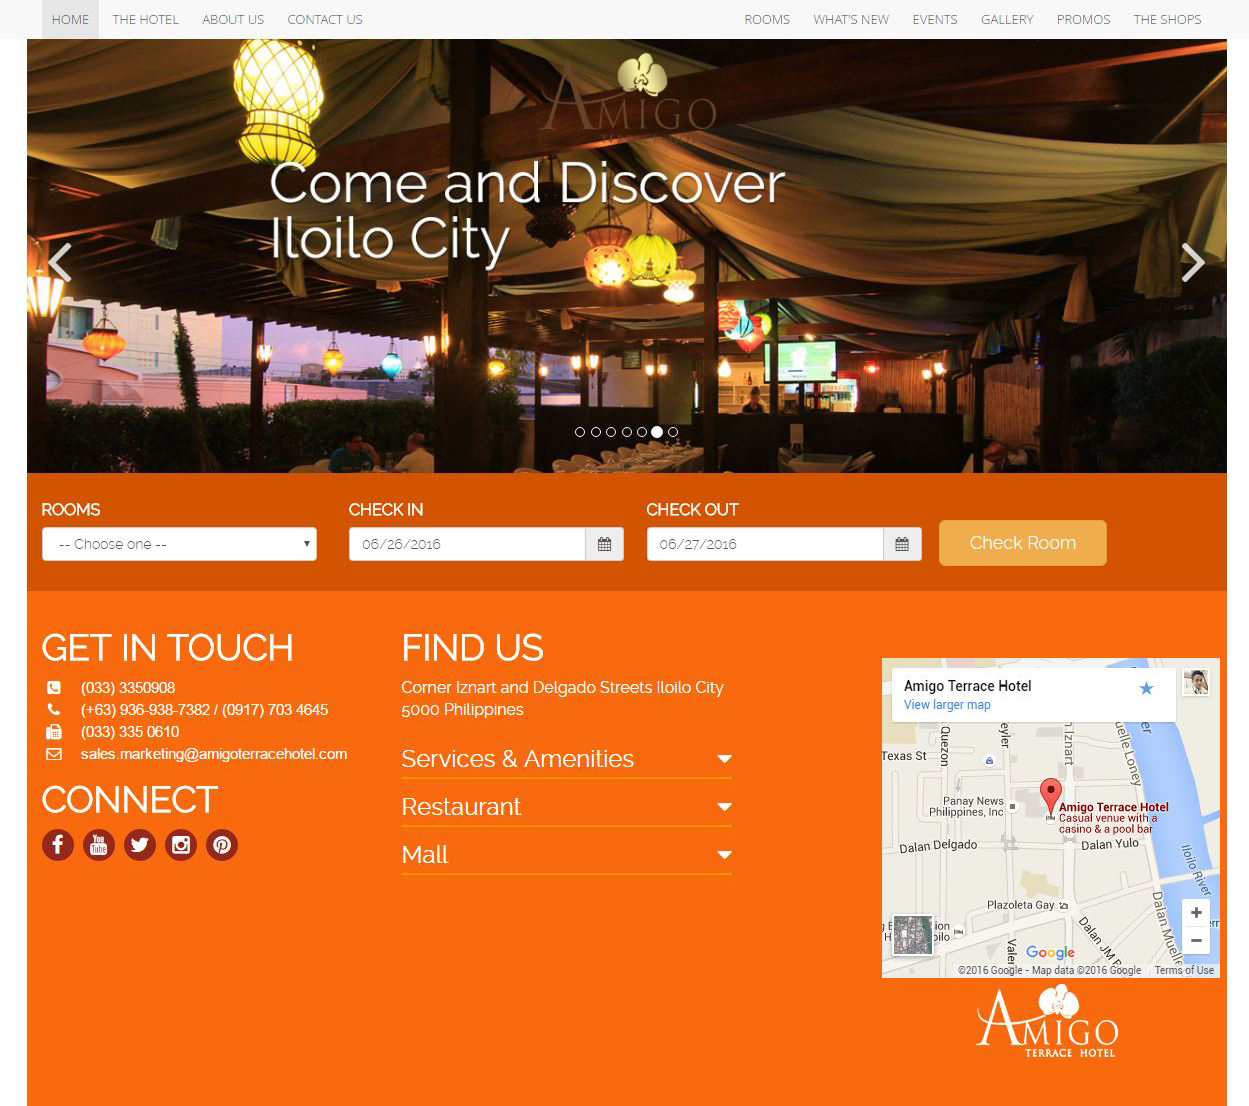 HOME THE HOTEL ABOUT US CONTACT US ROOMS WHAT'S NEW EVENTS GALLERY PROMOS THE SHOPS
AMIGO
Come and Discover
Iloilo City
ROOMS CHECK IN CHECK OUT
-- Choose one -- 06/26/2016 06/27/2016 Check Room
GET IN TOUCH
(033) 3350908
(+63) 936-938-7382 / (0917) 703 4645
(033) 335 0610
sales.marketing@amigoterracehotel.com
CONNECT
You
Tube
FIND US
Corner Iznart and Delgado Streets Iloilo City
5000 Philippines
Services & Amenities
Restaurant
Mall
Amigo Terrace Hotel
View larger map
Texas St
Quezon
eyler
Iznart
uelle Loney
Panay News
Philippines, Inc
Amigo Terrace Hotel
Casual venue with a
casino & a pool bar
Dalan Delgado
Dalan Yulo
Iloilo River
Plazoleta Gay
Valer
Dalan JM
Dalan Muelle
Google
©2016 Google - Map data ©2016 Google Terms of Use
AMIGO
TERRACE HOTEL